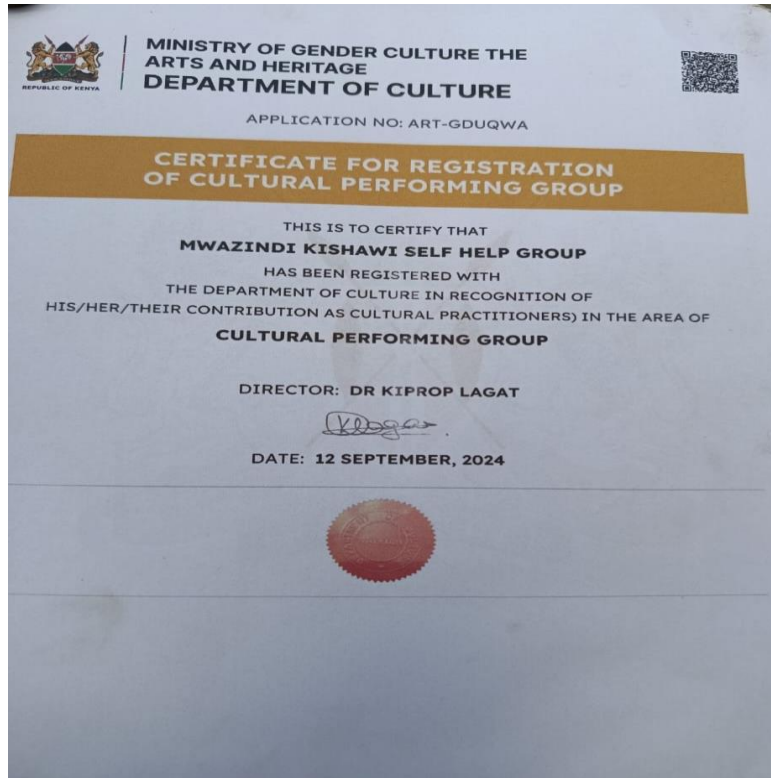 MINISTRY OF GENDER CULTURE THE
ARTS AND HERITAGE
DEPARTMENT OF CULTURE
REPUBLIC OF KENYA
APPLICATION NO: ART-GDUQWA
CERTIFICATE FOR REGISTRATION
OF CULTURAL PERFORMING GROUP
THIS IS TO CERTIFY THAT
MWAZINDI KISHAWI SELF HELP GROUP
HAS BEEN REGISTERED WITH
THE DEPARTMENT OF CULTURE IN RECOGNITION OF
HIS/HER/THEIR CONTRIBUTION AS CULTURAL PRACTITIONERS) IN THE AREA OF
CULTURAL PERFORMING GROUP
DIRECTOR: DR KIPROP LAGAT
DATE: 12 SEPTEMBER, 2024